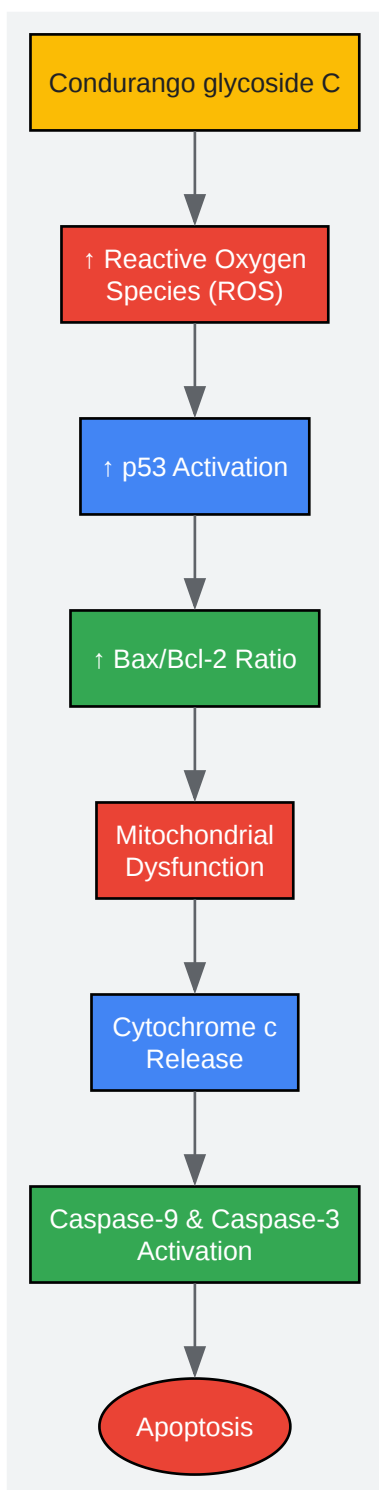 Condurango glycoside C
↑ Reactive Oxygen
Species (ROS)
↑ p53 Activation
↑ Bax/Bcl-2 Ratio
Mitochondrial
Dysfunction
Cytochrome c
Release
Caspase-9 & Caspase-3
Activation
Apoptosis